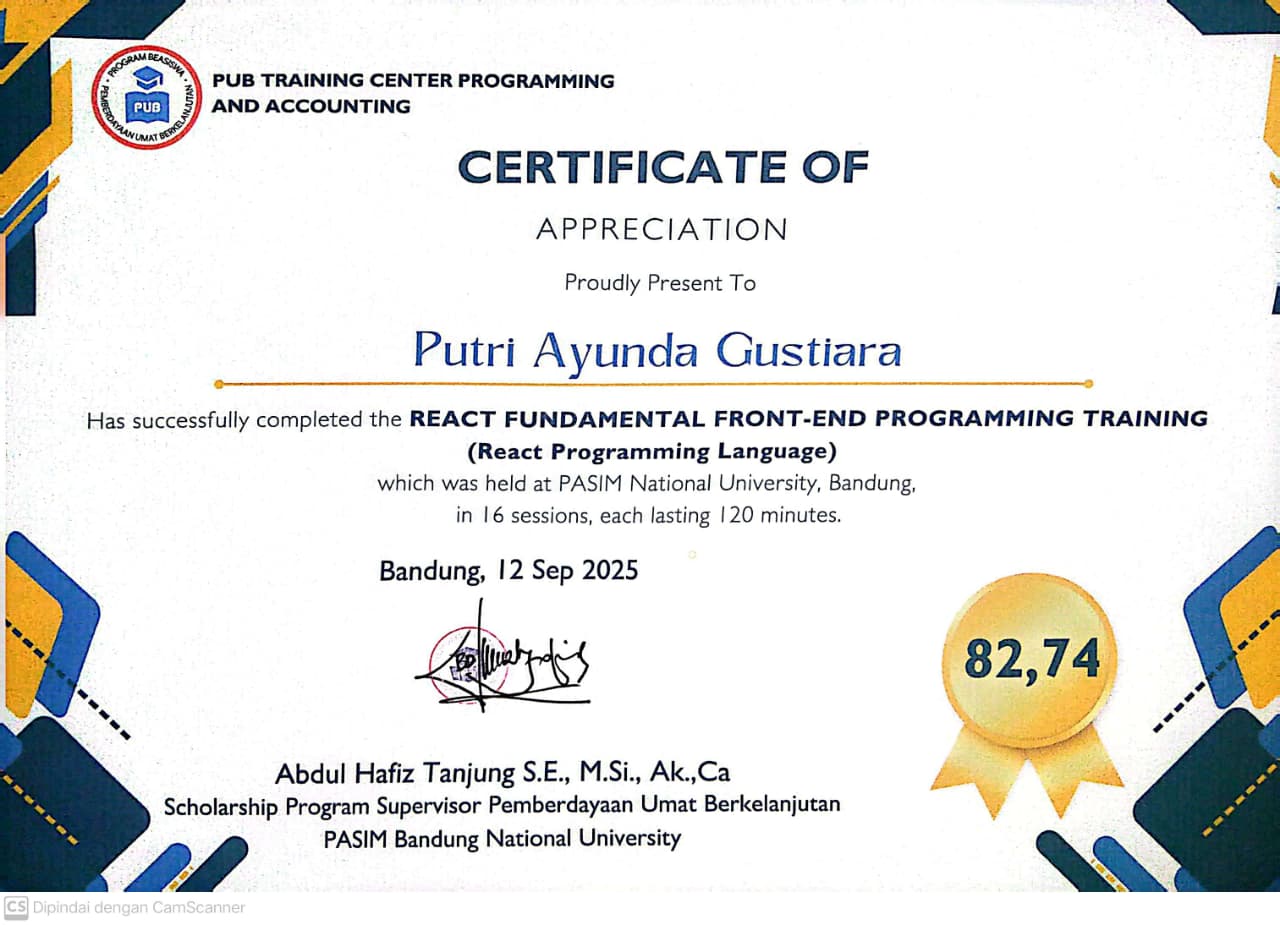 PROGRAM BEASISWA
PEMBERDAYAAN UMAT BERKELANJUTAN
PUB
PUB TRAINING CENTER PROGRAMMING
AND ACCOUNTING
CERTIFICATE OF
APPRECIATION
Proudly Present To
Putri Ayunda Gustiara
Has successfully completed the REACT FUNDAMENTAL FRONT-END PROGRAMMING TRAINING
(React Programming Language)
which was held at PASIM National University, Bandung,
in 16 sessions, each lasting 120 minutes.
Bandung, 12 Sep 2025
82,74
Abdul Hafiz Tanjung S.E., M.Si., Ak.,Ca
Scholarship Program Supervisor Pemberdayaan Umat Berkelanjutan
PASIM Bandung National University
CS Dipindai dengan CamScanner